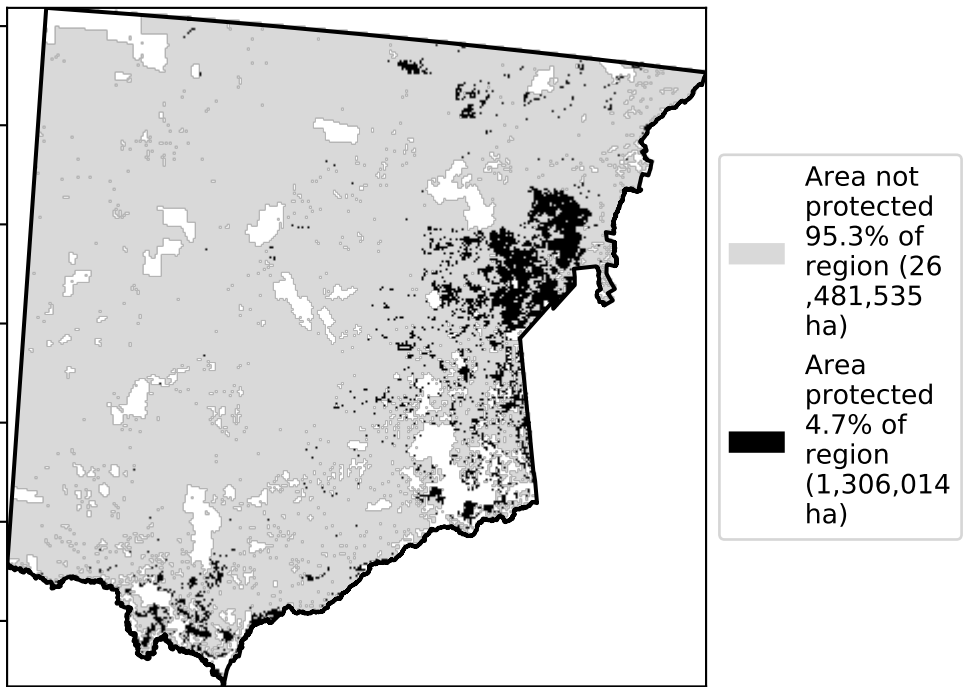 Area not
protected
95.3% of
region (26
,481,535
ha)
Area
protected
4.7% of
region
(1,306,014
ha)